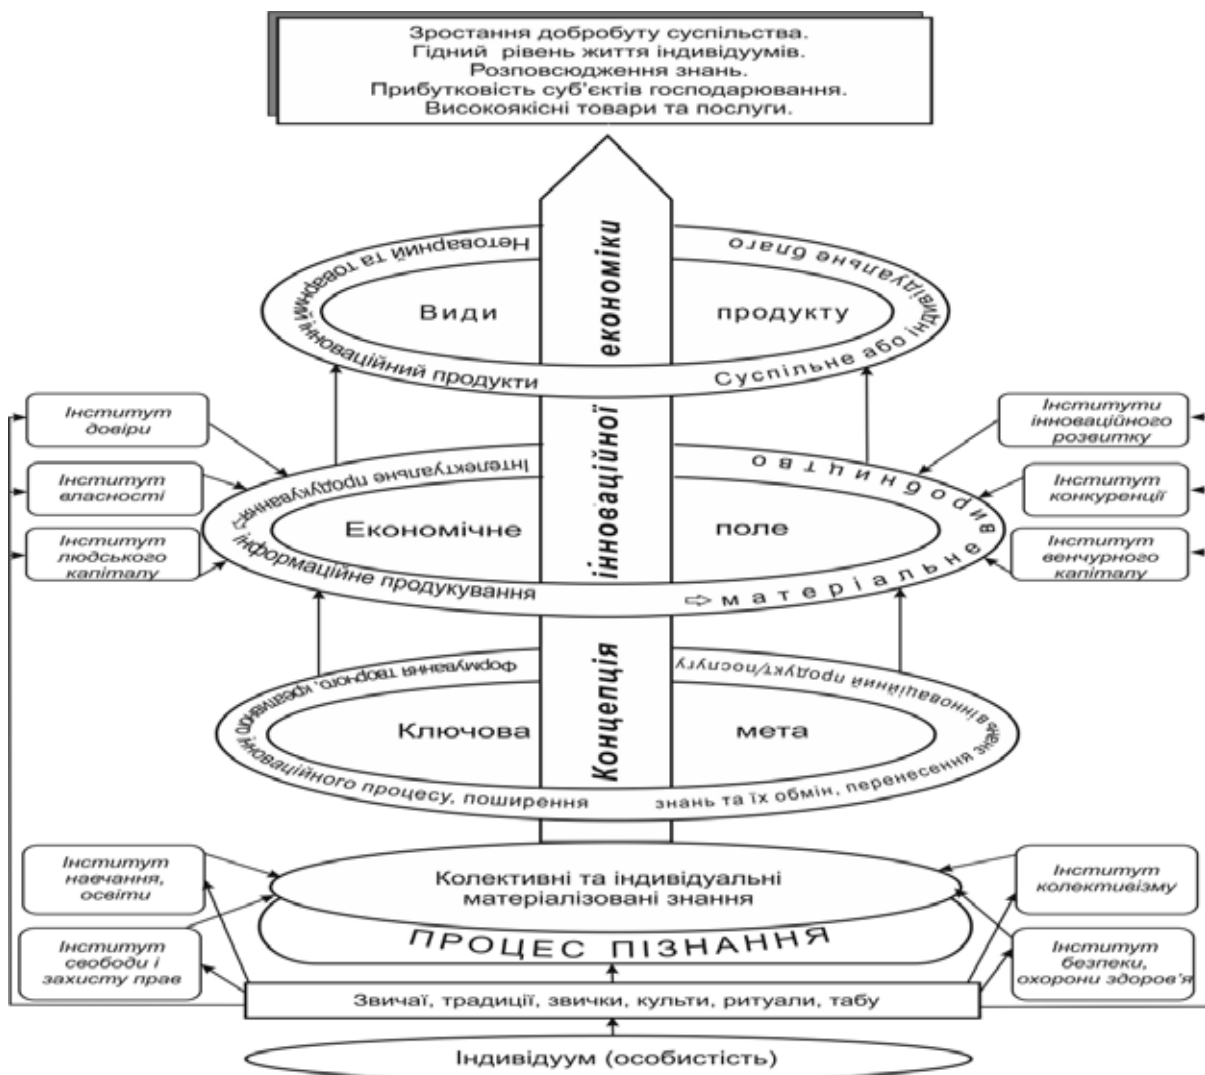 Зростання добробуту суспільства.
Гідний рівень життя індивідуумів.
Розповсюдження знань.
Прибутковість суб’єктів господарювання.
Високоякісні товари та послуги.
Концепція інноваційної економіки
Нетоварний та товарний інноваційний продукти
Суспільне або індивідуальне благо
Види продукту
Інститут
довіри
Інститут
власності
Інститут
людського
капіталу
Інтелектуальне продукування ⇨ інформаційне продукування
⇨ матеріальне виробництво
Економічне поле
Інститути
інноваційного
розвитку
Інститут
конкуренції
Інститут
венчурного
капіталу
Формування творчого, креативного, інноваційного процесу, поширення
знань та їх обмін, перенесення знань в інноваційний продукт/послугу
Ключова мета
Інститут
навчання,
освіти
Інститут
свободи і
захисту прав
Колективні та індивідуальні
матеріалізовані знання
ПРОЦЕС ПІЗНАННЯ
Інститут
колективізму
Інститут
безпеки,
охорони здоров’я
Звичаї, традиції, звички, культи, ритуали, табу
Індивідуум (особистість)